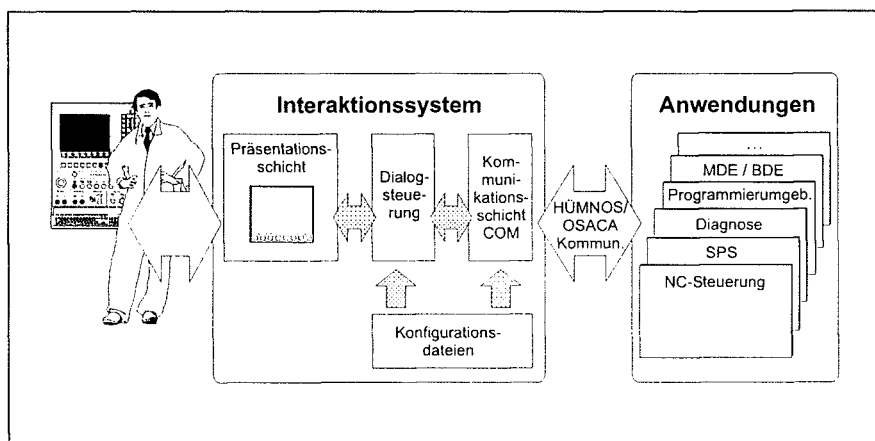 Interaktionssystem
Präsentations-
schicht
Dialog-
steue-
rung
Kom-
muni-
kations-
schicht
COM
Konfigurations-
dateien
HÜMNOS/
OSACA
Kommun.
Anwendungen
...
MDE / BDE
Programmierumgeb.
Diagnose
SPS
NC-Steuerung